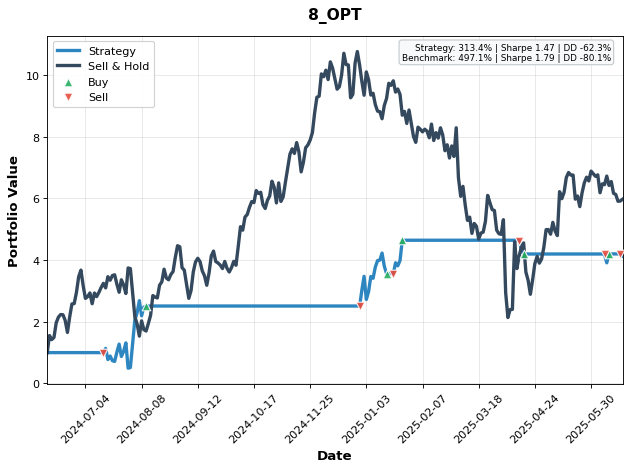 8_OPT
Strategy
Sell & Hold
Buy
Sell
Strategy: 313.4% | Sharpe 1.47 | DD -62.3%
Benchmark: 497.1% | Sharpe 1.79 | DD -80.1%
Portfolio Value
10
8
6
4
2
0
2024-07-04
2024-08-08
2024-09-12
2024-10-17
2024-11-25
2025-01-03
2025-02-07
2025-03-18
2025-04-24
2025-05-30
Date